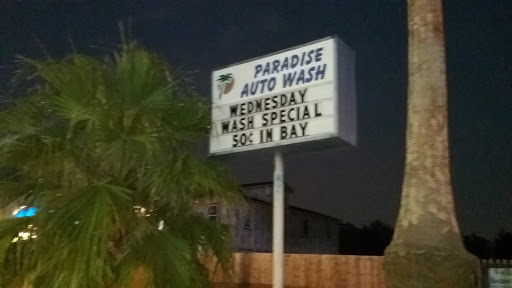 PARADISE
AUTO WASH
WEDNESDAY
WASH SPECIAL
50¢ IN BAY